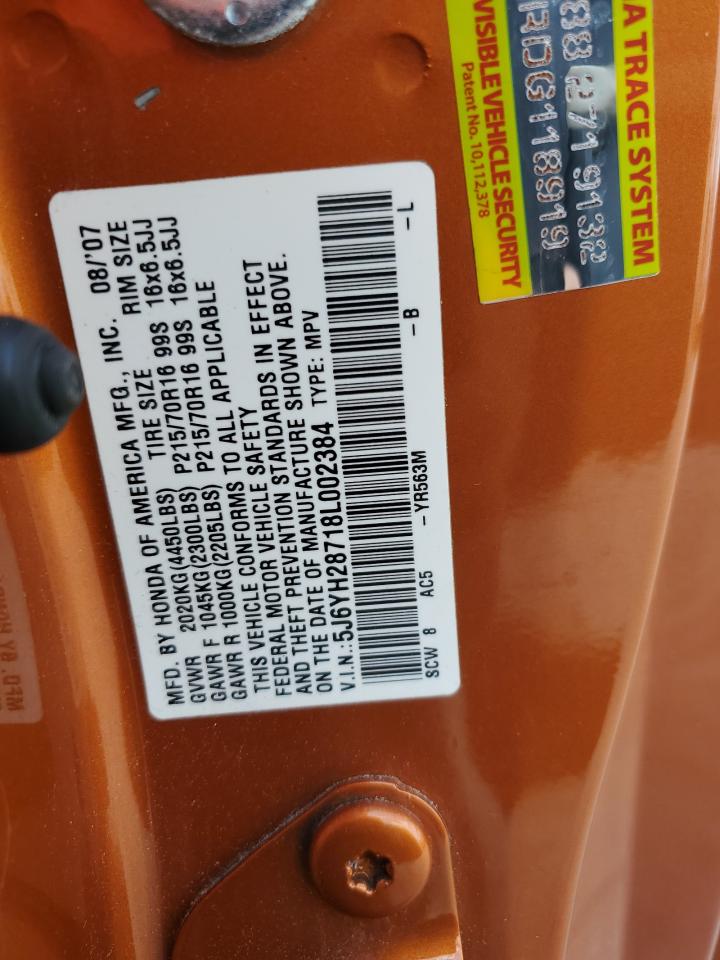 MFD. BY HONDA OF AMERICA MFG., INC. 08/'07
GVWR 2020KG(4450LBS) TIRE SIZE RIM SIZE
GAWR F 1045KG(2300LBS) P215/70R16 99S 16x6.5JJ
GAWR R 1000KG(2205LBS) P215/70R16 99S 16x6.5JJ
THIS VEHICLE CONFORMS TO ALL APPLICABLE
FEDERAL MOTOR VEHICLE SAFETY
AND THEFT PREVENTION STANDARDS IN EFFECT
ON THE DATE OF MANUFACTURE SHOWN ABOVE.
V.I.N.: 5J6YH28718L002384 TYPE: MPV
SCW 8 AC5 -YR563M -B -L
A TRACE SYSTEM
88 2719132
RDG118919
VISIBLE VEHICLE SECURITY
Patent No. 10,112,378